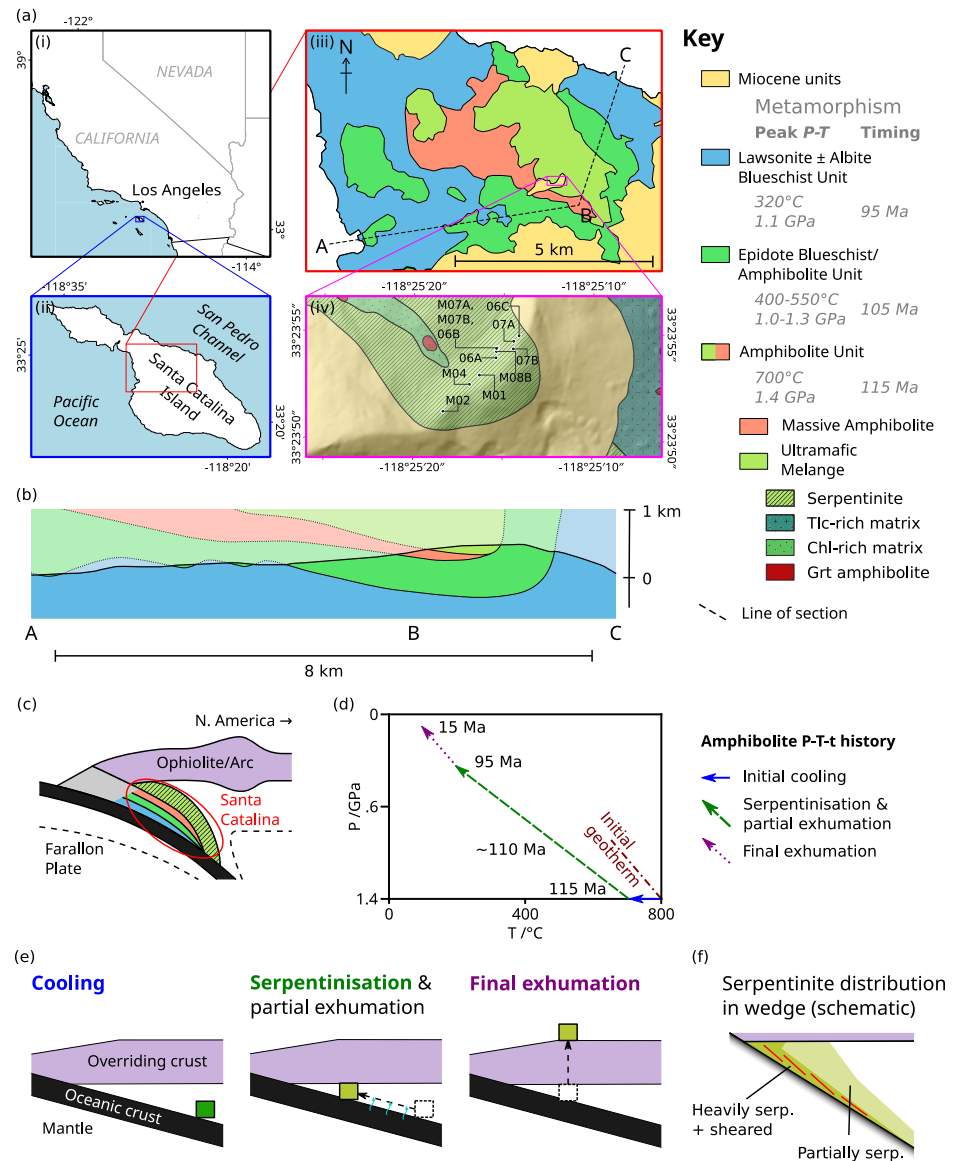 (a)
-122°
(i)
39°
NEVADA
CALIFORNIA
Los Angeles
33°
-114°
(ii)
-118°35'
33°25'
San Pedro
Channel
Santa Catalina
Island
Pacific
Ocean
33°20'
-118°20'
(iii)
N
A
B
C
5 km
(iv)
-118°25'20"
-118°25'10"
33°23'55"
33°23'55"
M07A,
M07B,
06B
06C
07A
06A
07B
M04
M08B
M01
M02
33°23'50"
33°23'50"
-118°25'20"
-118°25'10"
Key
Miocene units
Metamorphism
Peak P-T
Timing
Lawsonite ± Albite
Blueschist Unit
320°C
1.1 GPa
95 Ma
Epidote Blueschist/
Amphibolite Unit
400-550°C
1.0-1.3 GPa
105 Ma
Amphibolite Unit
700°C
1.4 GPa
115 Ma
Massive Amphibolite
Ultramafic
Melange
Serpentinite
Tlc-rich matrix
Chl-rich matrix
Grt amphibolite
Line of section
(b)
1 km
0
A
B
C
8 km
(c)
N. America →
Ophiolite/Arc
Santa
Catalina
Farallon
Plate
(d)
0
.6
1.4
P /GPa
15 Ma
95 Ma
~110 Ma
115 Ma
Initial
geotherm
0
400
800
T /°C
Amphibolite P-T-t history
Initial cooling
Serpentinisation &
partial exhumation
Final exhumation
(e)
Cooling
Overriding crust
Oceanic crust
Mantle
Serpentinisation &
partial exhumation
Final exhumation
(f)
Serpentinite distribution
in wedge (schematic)
Heavily serp.
+ sheared
Partially serp.